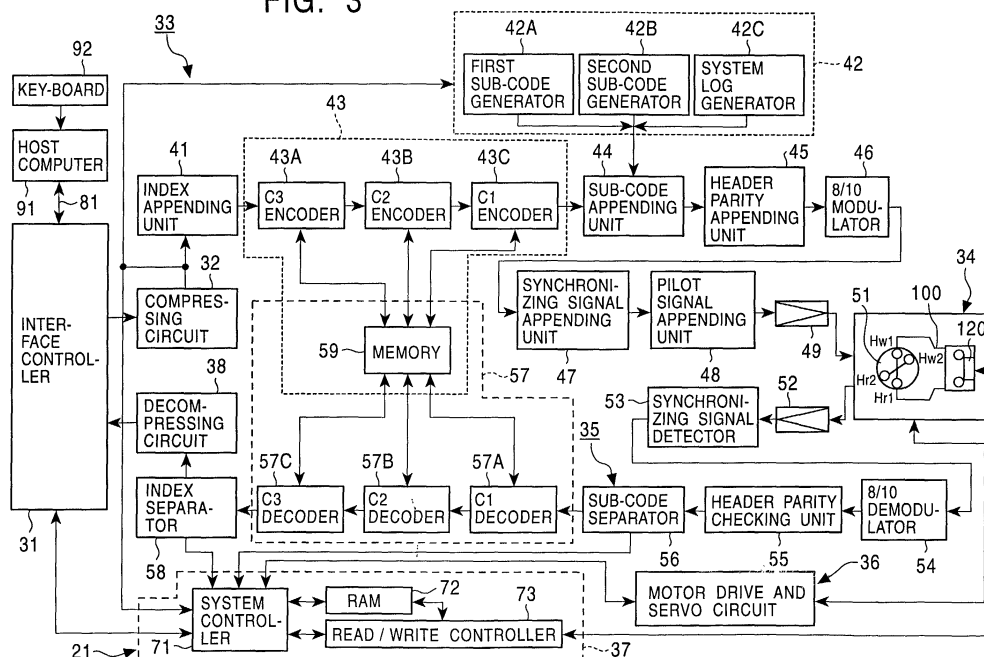 FIG. 3
33
42A
42B
42C
42
FIRST
SUB-CODE
GENERATOR
SECOND
SUB-CODE
GENERATOR
SYSTEM
LOG
GENERATOR
92
KEY-BOARD
HOST
COMPUTER
91
81
41
INDEX
APPENDING
UNIT
43
43A
43B
43C
C3
ENCODER
C2
ENCODER
C1
ENCODER
44
SUB-CODE
APPENDING
UNIT
45
HEADER
PARITY
APPENDING
UNIT
46
8/10
MODU-
LATOR
INTER-
FACE
CONTROL-
LER
31
32
COMPRES-
SING
CIRCUIT
SYNCHRONI-
ZING SIGNAL
APPENDING
UNIT
47
PILOT
SIGNAL
APPENDING
UNIT
48
49
34
51
100
120
Hw1
Hw2
Hr2
Hr1
59
MEMORY
57
38
DECOM-
PRESSING
CIRCUIT
53
SYNCHRONI-
ZING SIGNAL
DETECTOR
52
INDEX
SEPARA-
TOR
58
57C
57B
57A
C3
DECODER
C2
DECODER
C1
DECODER
35
SUB-CODE
SEPARATOR
56
HEADER PARITY
CHECKING UNIT
55
8/10
DEMODU-
LATOR
54
SYSTEM
CONTROL-
LER
71
RAM
72
73
READ / WRITE CONTROLLER
MOTOR DRIVE AND
SERVO CIRCUIT
36
21
37